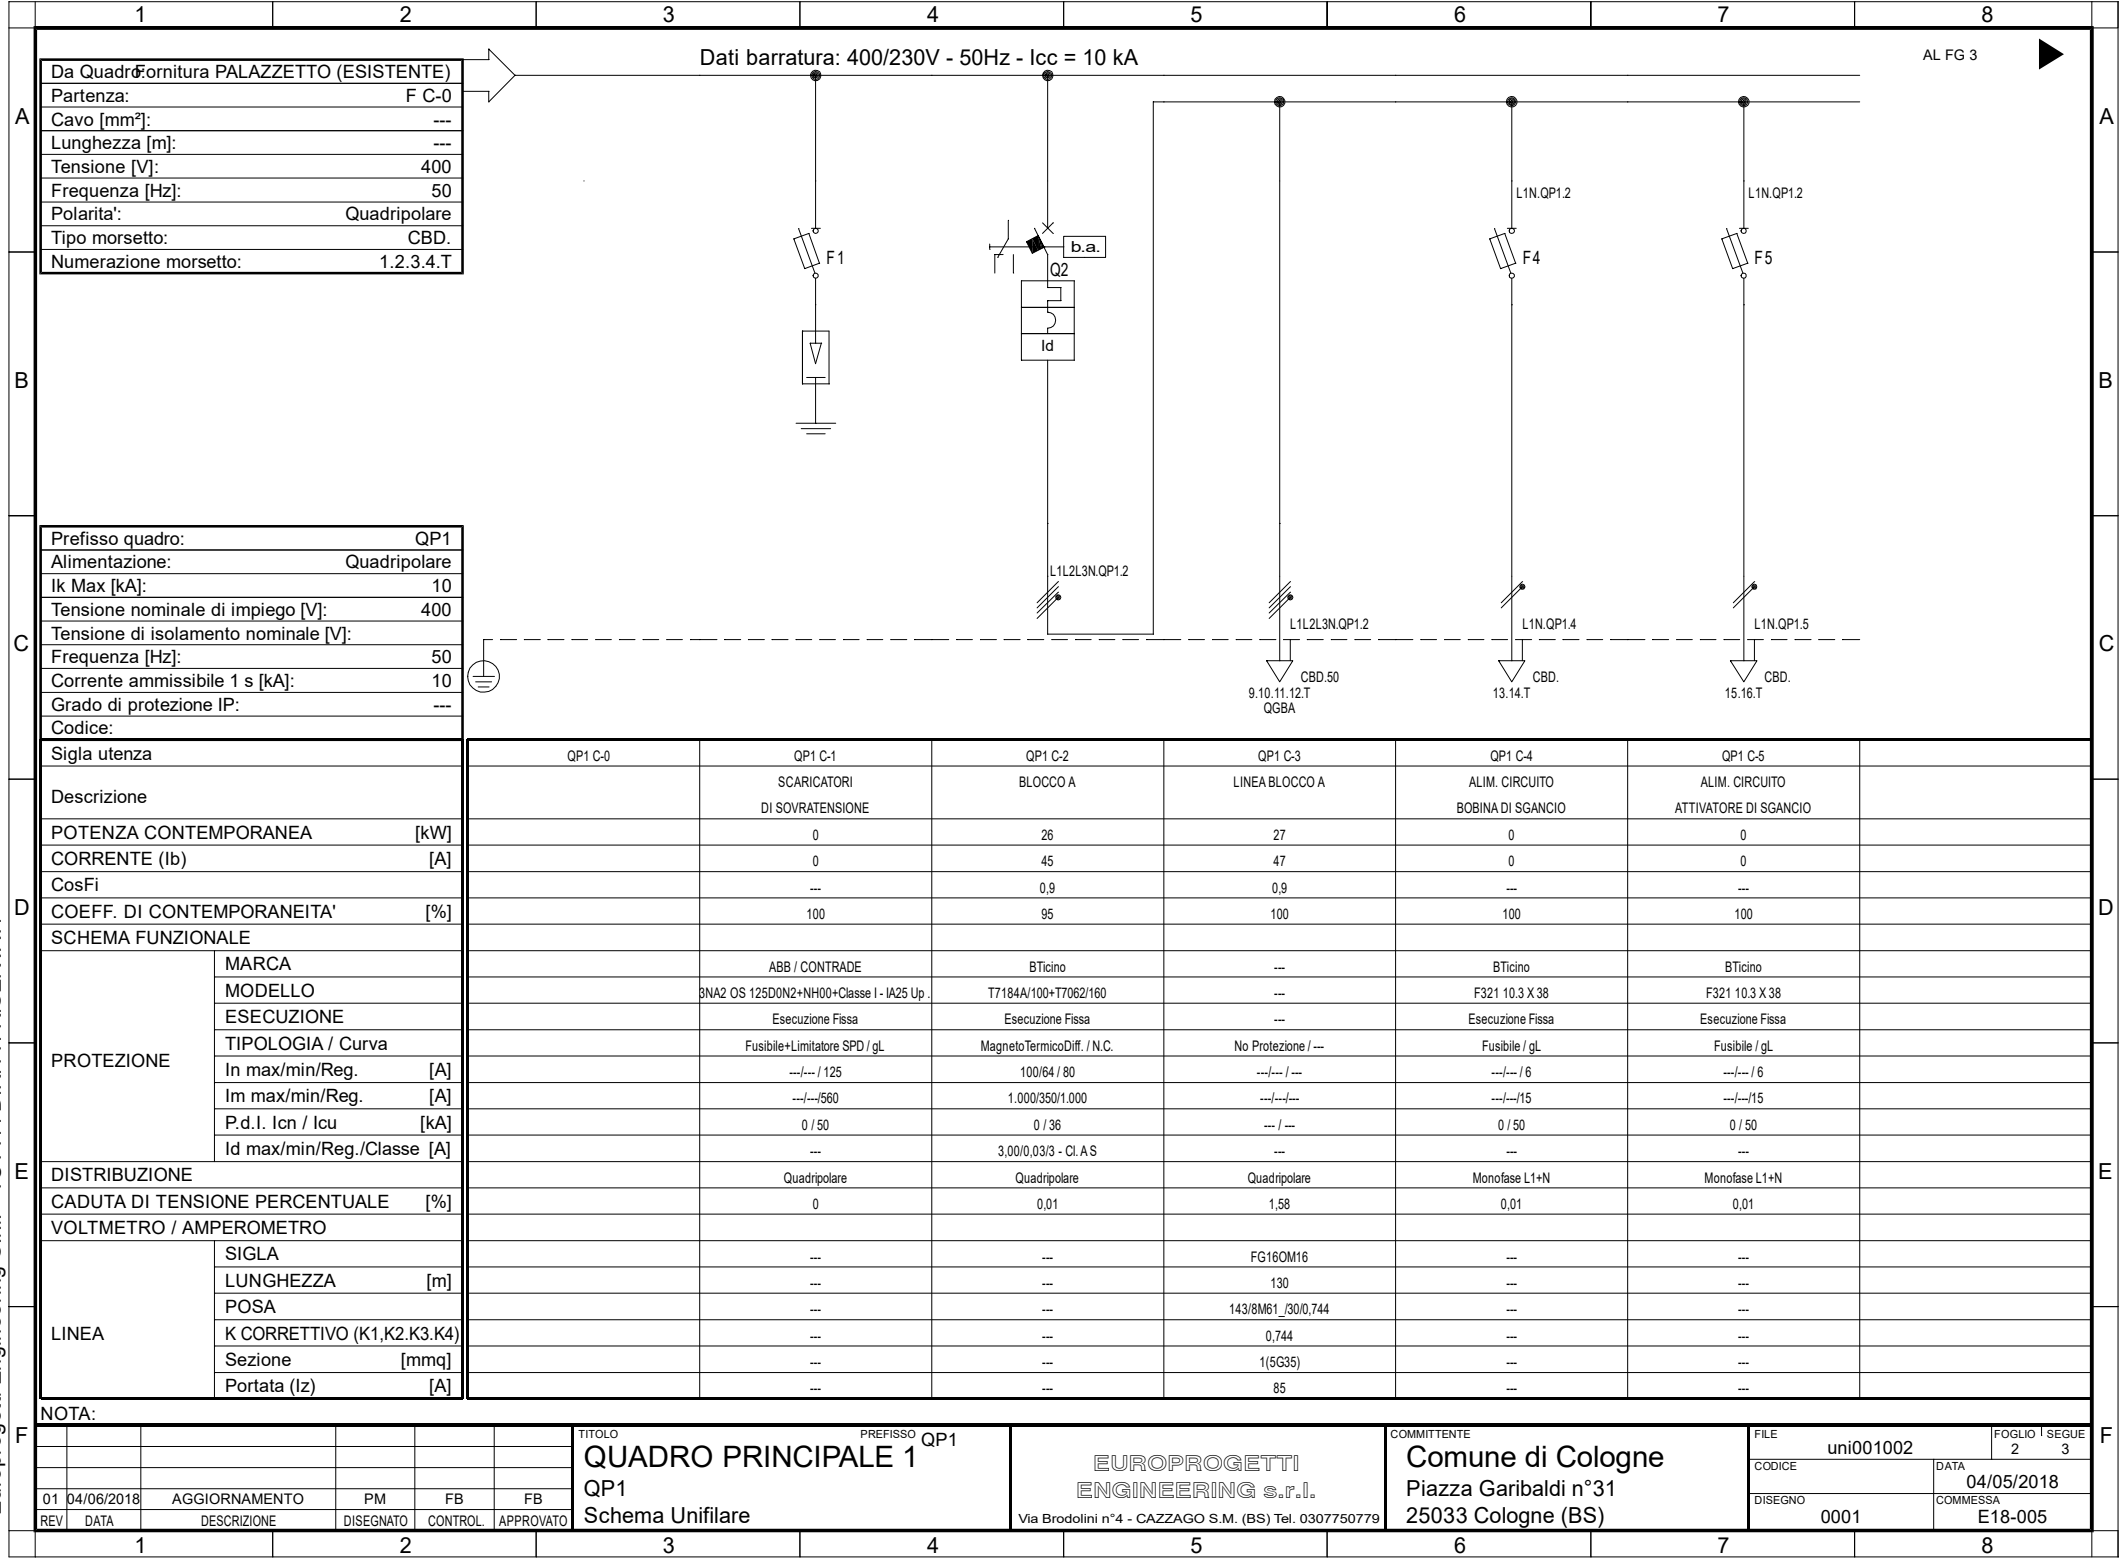 1 2 3 4 5 6 7 8
A
B
C
D
E
F
A
B
C
D
E
F
Dati barratura: 400/230V - 50Hz - Icc = 10 kA
AL FG 3
Da Quadro: Fornitura PALAZZETTO (ESISTENTE)
Partenza: F C-0
Cavo [mm²]: ---
Lunghezza [m]: ---
Tensione [V]: 400
Frequenza [Hz]: 50
Polarita': Quadripolare
Tipo morsetto: CBD.
Numerazione morsetto: 1.2.3.4.T
F1
b.a.
Q2
Id
L1N.QP1.2
F4
L1N.QP1.2
F5
L1L2L3N.QP1.2
L1L2L3N.QP1.2
CBD.50
9.10.11.12.T
QGBA
L1N.QP1.4
CBD.
13.14.T
L1N.QP1.5
CBD.
15.16.T
Prefisso quadro: QP1
Alimentazione: Quadripolare
Ik Max [kA]: 10
Tensione nominale di impiego [V]: 400
Tensione di isolamento nominale [V]:
Frequenza [Hz]: 50
Corrente ammissibile 1 s [kA]: 10
Grado di protezione IP: ---
Codice:
Sigla utenza QP1 C-0 QP1 C-1 QP1 C-2 QP1 C-3 QP1 C-4 QP1 C-5
Descrizione
SCARICATORI BLOCCO A LINEA BLOCCO A ALIM. CIRCUITO ALIM. CIRCUITO
DI SOVRATENSIONE BOBINA DI SGANCIO ATTIVATORE DI SGANCIO
POTENZA CONTEMPORANEA [kW] 0 26 27 0 0
CORRENTE (Ib) [A] 0 45 47 0 0
CosFi --- 0,9 0,9 --- ---
COEFF. DI CONTEMPORANEITA' [%] 100 95 100 100 100
SCHEMA FUNZIONALE
PROTEZIONE
MARCA ABB / CONTRADE BTicino --- BTicino BTicino
MODELLO 3NA2 OS 125D0N2+NH00+Classe I - IA25 Up . T7184A/100+T7062/160 --- F321 10.3 X 38 F321 10.3 X 38
ESECUZIONE Esecuzione Fissa Esecuzione Fissa --- Esecuzione Fissa Esecuzione Fissa
TIPOLOGIA / Curva Fusibile+Limitatore SPD / gL MagnetoTermicoDiff. / N.C. No Protezione / --- Fusibile / gL Fusibile / gL
In max/min/Reg. [A] ---/--- / 125 100/64 / 80 ---/--- / --- ---/--- / 6 ---/--- / 6
Im max/min/Reg. [A] ---/---/560 1.000/350/1.000 ---/---/--- ---/---/15 ---/---/15
P.d.I. Icn / Icu [kA] 0 / 50 0 / 36 --- / --- 0 / 50 0 / 50
Id max/min/Reg./Classe [A] --- 3,00/0,03/3 - Cl. A S --- --- ---
DISTRIBUZIONE Quadripolare Quadripolare Quadripolare Monofase L1+N Monofase L1+N
CADUTA DI TENSIONE PERCENTUALE [%] 0 0,01 1,58 0,01 0,01
VOLTMETRO / AMPEROMETRO
LINEA
SIGLA --- --- FG16OM16 --- ---
LUNGHEZZA [m] --- --- 130 --- ---
POSA --- --- 143/8M61_/30/0,744 --- ---
K CORRETTIVO (K1,K2.K3.K4) --- --- 0,744 --- ---
Sezione [mmq] --- --- 1(5G35) --- ---
Portata (Iz) [A] --- --- 85 --- ---
NOTA:
01 04/06/2018 AGGIORNAMENTO PM FB FB
REV DATA DESCRIZIONE DISEGNATO CONTROL. APPROVATO
TITOLO PREFISSO QP1
QUADRO PRINCIPALE 1
QP1
Schema Unifilare
EUROPROGETTI
ENGINEERING s.r.l.
Via Brodolini n°4 - CAZZAGO S.M. (BS) Tel. 0307750779
COMMITTENTE
Comune di Cologne
Piazza Garibaldi n°31
25033 Cologne (BS)
FILE uni001002
FOGLIO 2 SEGUE 3
CODICE
DATA 04/05/2018
DISEGNO 0001
COMMESSA E18-005
1 2 3 4 5 6 7 8